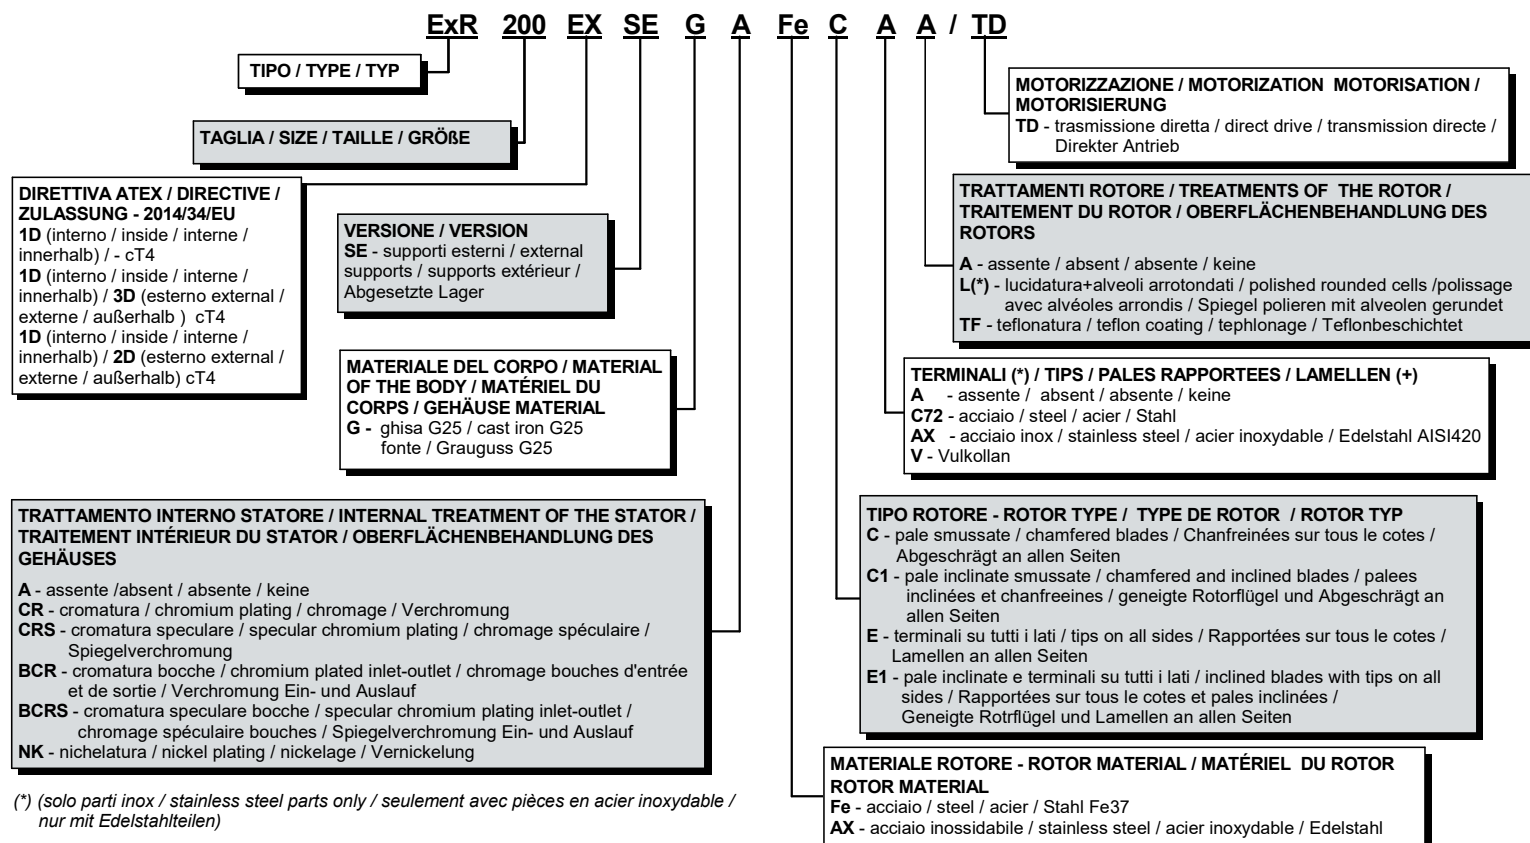 ExR 200 EX SE G A Fe C A A / TD
TIPO / TYPE / TYP
TAGLIA / SIZE / TAILLE / GRÖßE
DIRETTIVA ATEX / DIRECTIVE /
ZULASSUNG - 2014/34/EU
1D (interno / inside / interne /
innerhalb) / - cT4
1D (interno / inside / interne /
innerhalb) / 3D (esterno external /
externe / außerhalb ) cT4
1D (interno / inside / interne /
innerhalb) / 2D (esterno external /
externe / außerhalb) cT4
VERSIONE / VERSION
SE - supporti esterni / external
supports / supports extérieur /
Abgesetzte Lager
MATERIALE DEL CORPO / MATERIAL
OF THE BODY / MATÉRIEL DU
CORPS / GEHÄUSE MATERIAL
G - ghisa G25 / cast iron G25
fonte / Grauguss G25
TRATTAMENTO INTERNO STATORE / INTERNAL TREATMENT OF THE STATOR /
TRAITEMENT INTÉRIEUR DU STATOR / OBERFLÄCHENBEHANDLUNG DES
GEHÄUSES
A - assente /absent / absente / keine
CR - cromatura / chromium plating / chromage / Verchromung
CRS - cromatura speculare / specular chromium plating / chromage spéculaire /
Spiegelverchromung
BCR - cromatura bocche / chromium plated inlet-outlet / chromage bouches d'entrée
et de sortie / Verchromung Ein- und Auslauf
BCRS - cromatura speculare bocche / specular chromium plating inlet-outlet /
chromage spéculaire bouches / Spiegelverchromung Ein- und Auslauf
NK - nichelatura / nickel plating / nickelage / Vernickelung
(*) (solo parti inox / stainless steel parts only / seulement avec pièces en acier inoxydable /
nur mit Edelstahlteilen)
MOTORIZZAZIONE / MOTORIZATION MOTORISATION /
MOTORISIERUNG
TD - trasmissione diretta / direct drive / transmission directe /
Direkter Antrieb
TRATTAMENTI ROTORE / TREATMENTS OF THE ROTOR /
TRAITEMENT DU ROTOR / OBERFLÄCHENBEHANDLUNG DES
ROTORS
A - assente / absent / absente / keine
L(*) - lucidatura+alveoli arrotondati / polished rounded cells /polissage
avec alvéoles arrondis / Spiegel polieren mit alveolen gerundet
TF - teflonatura / teflon coating / tephlonage / Teflonbeschichtet
TERMINALI (*) / TIPS / PALES RAPPORTEES / LAMELLEN (+)
A - assente / absent / absente / keine
C72 - acciaio / steel / acier / Stahl
AX - acciaio inox / stainless steel / acier inoxydable / Edelstahl AISI420
V - Vulkollan
TIPO ROTORE - ROTOR TYPE / TYPE DE ROTOR / ROTOR TYP
C - pale smussate / chamfered blades / Chanfreinées sur tous le cotes /
Abgeschrägt an allen Seiten
C1 - pale inclinate smussate / chamfered and inclined blades / palees
inclinées et chanfreeines / geneigte Rotorflügel und Abgeschrägt an
allen Seiten
E - terminali su tutti i lati / tips on all sides / Rapportées sur tous le cotes /
Lamellen an allen Seiten
E1 - pale inclinate e terminali su tutti i lati / inclined blades with tips on all
sides / Rapportées sur tous le cotes et pales inclinées /
Geneigte Rotrflügel und Lamellen an allen Seiten
MATERIALE ROTORE - ROTOR MATERIAL / MATÉRIEL DU ROTOR
ROTOR MATERIAL
Fe - acciaio / steel / acier / Stahl Fe37
AX - acciaio inossidabile / stainless steel / acier inoxydable / Edelstahl